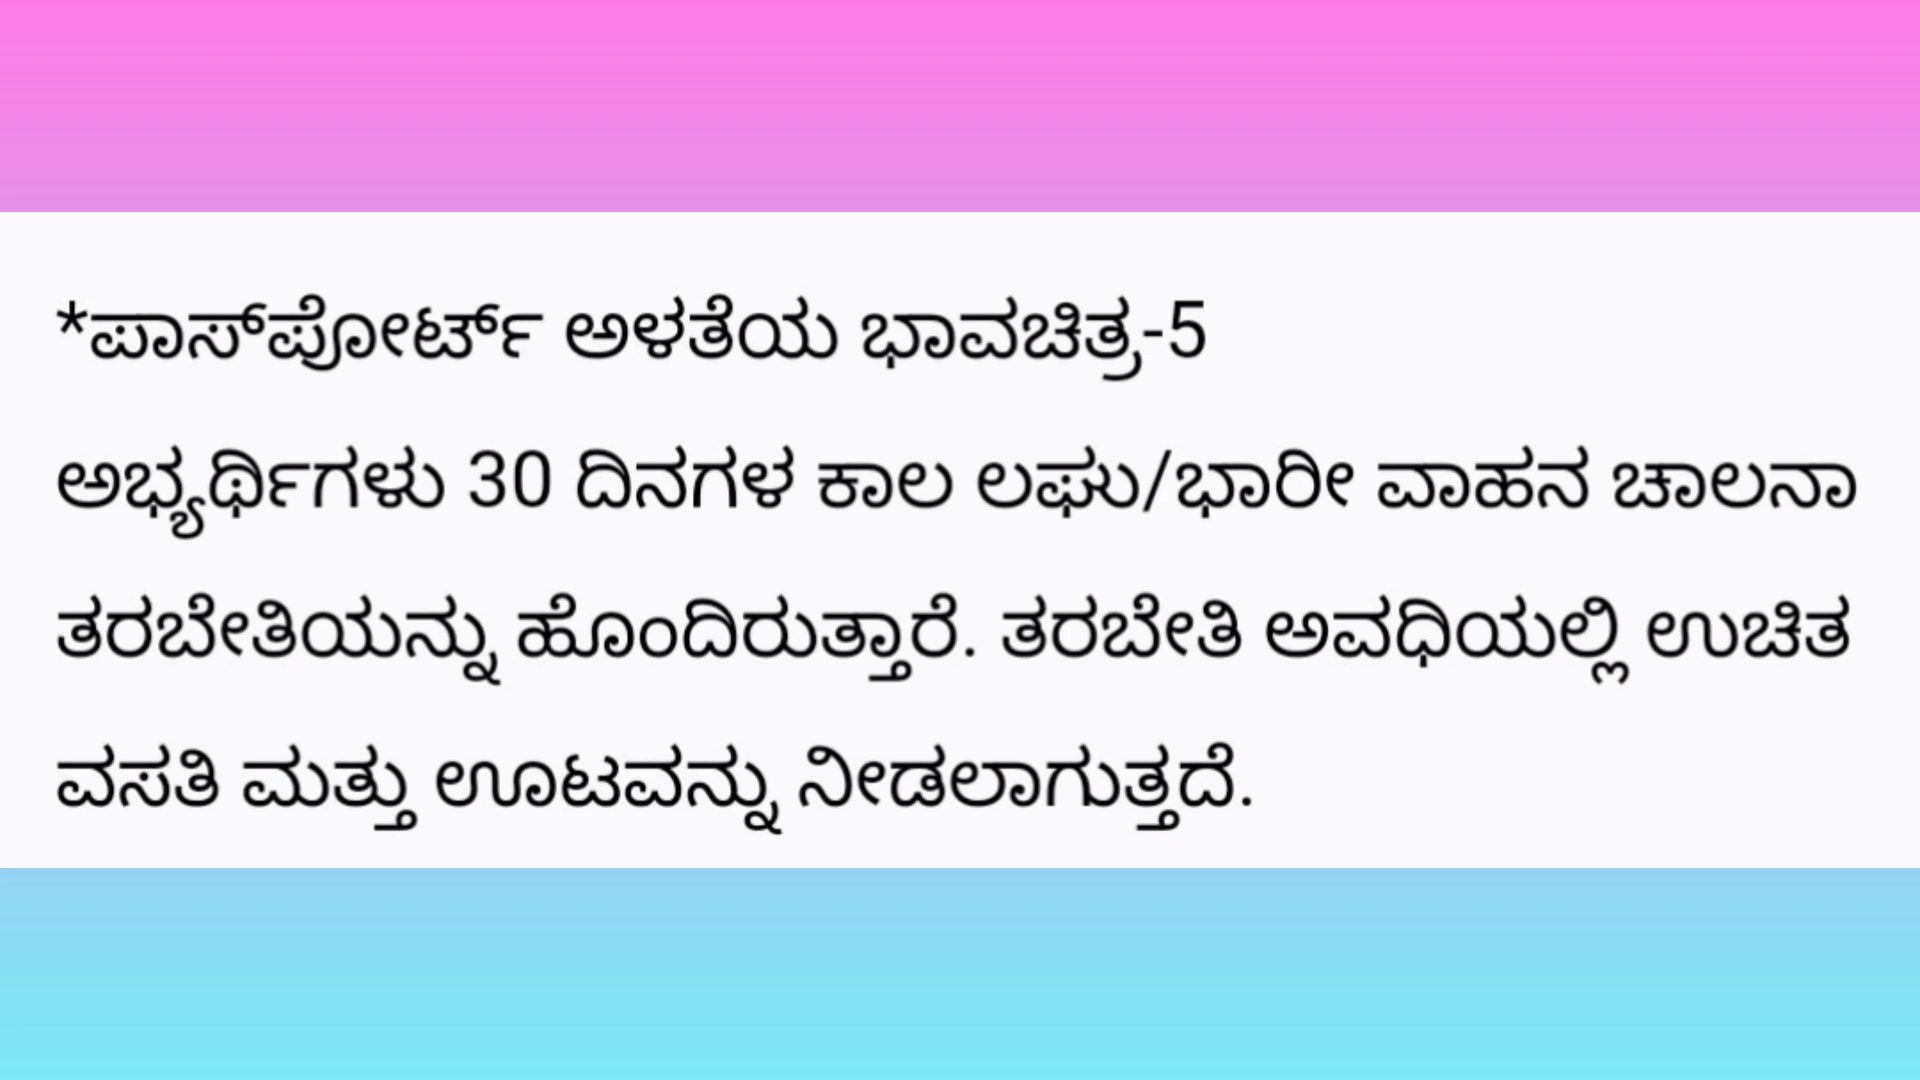 *ಪಾಸ್‌ಪೋರ್ಟ್ ಅಳತೆಯ ಭಾವಚಿತ್ರ-5
ಅಭ್ಯರ್ಥಿಗಳು 30 ದಿನಗಳ ಕಾಲ ಲಘು/ಭಾರೀ ವಾಹನ ಚಾಲನಾ
ತರಬೇತಿಯನ್ನು ಹೊಂದಿರುತ್ತಾರೆ. ತರಬೇತಿ ಅವಧಿಯಲ್ಲಿ ಉಚಿತ
ವಸತಿ ಮತ್ತು ಊಟವನ್ನು ನೀಡಲಾಗುತ್ತದೆ.